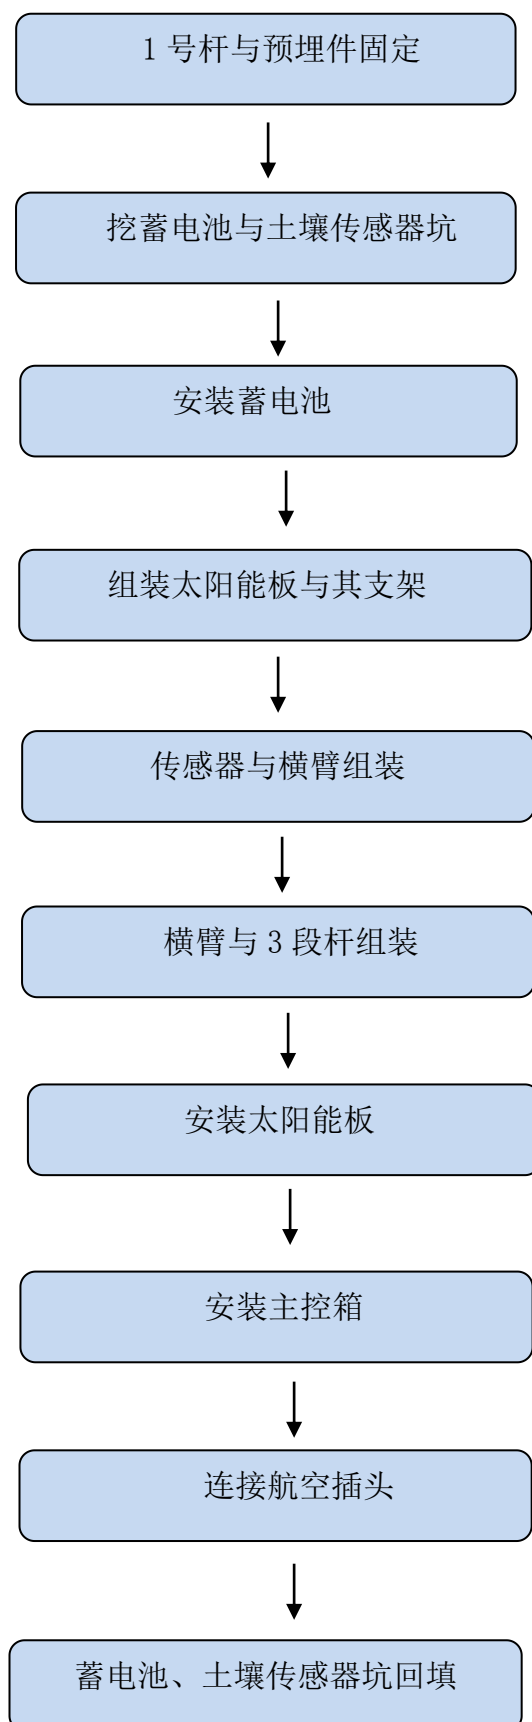 1 号杆与预埋件固定
挖蓄电池与土壤传感器坑
安装蓄电池
组装太阳能板与其支架
传感器与横臂组装
横臂与 3 段杆组装
安装太阳能板
安装主控箱
连接航空插头
蓄电池、土壤传感器坑回填